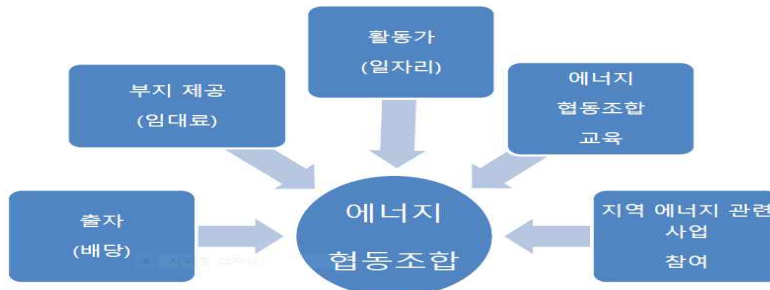 활동가
(일자리)
부지 제공
(임대료)
에너지
협동조합
교육
출자
(배당)
에너지
협동조합
지역 에너지 관련
사업
참여